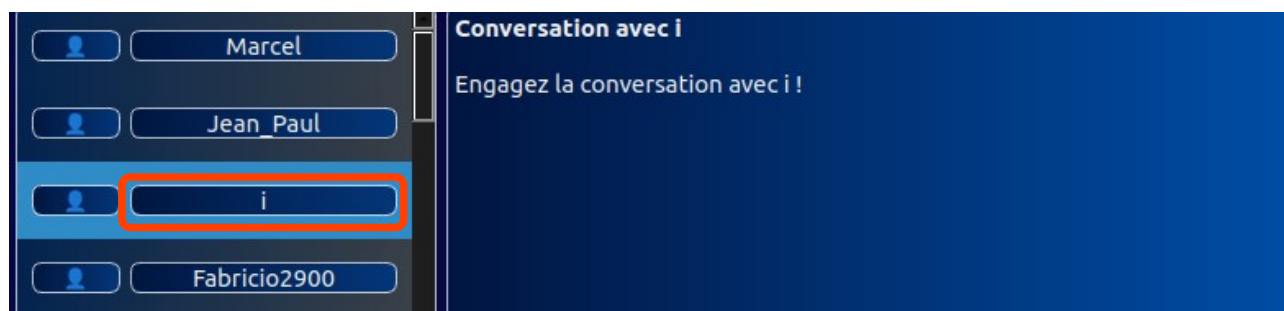 Marcel
Jean_Paul
i
Fabricio2900
Conversation avec i
Engagez la conversation avec i !